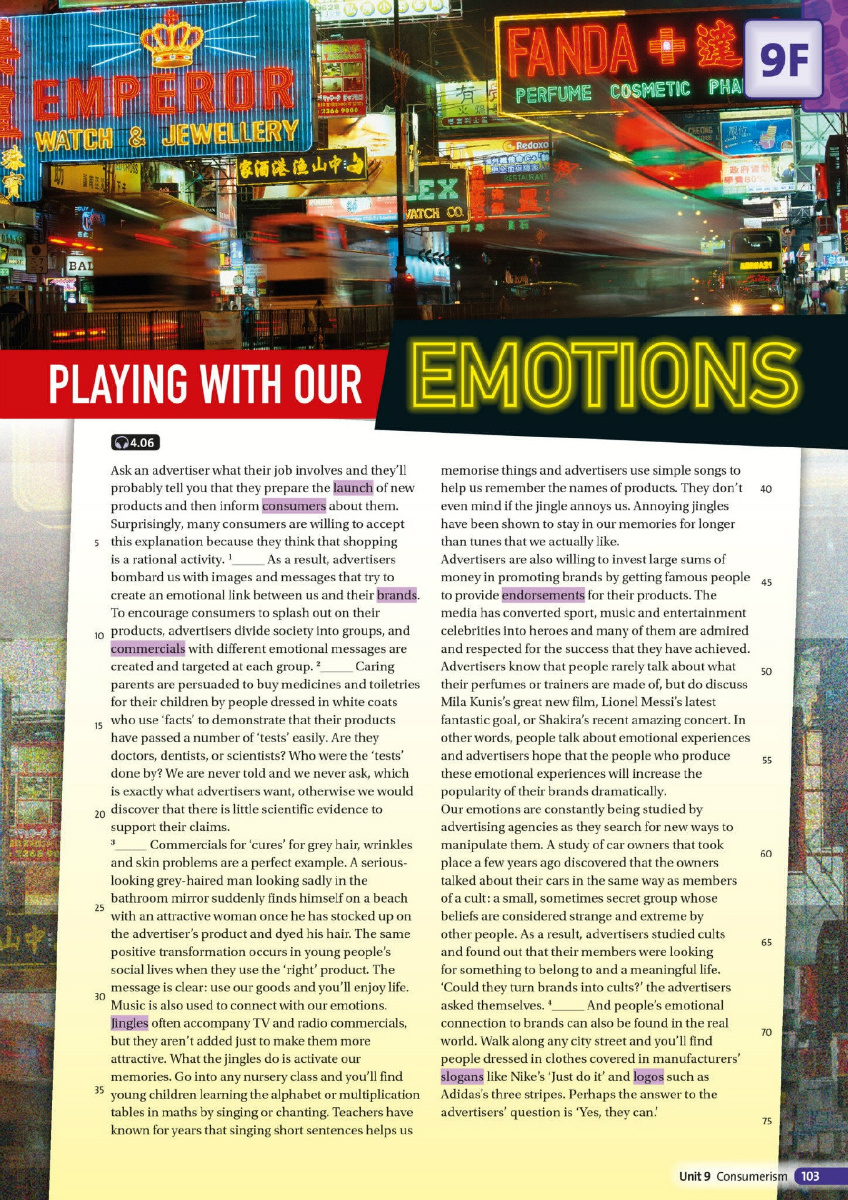 EMPEROR
WATCH & JEWELLERY
FANDA
PERFUME COSMETIC PHA
9F
家酒港漁山中山
Redoxon
EX
WATCH CO.
BAL
PLAYING WITH OUR EMOTIONS
4.06
Ask an advertiser what their job involves and they'll
probably tell you that they prepare the launch of new
products and then inform consumers about them.
Surprisingly, many consumers are willing to accept
5 this explanation because they think that shopping
is a rational activity. 1_____ As a result, advertisers
bombard us with images and messages that try to
create an emotional link between us and their brands.
To encourage consumers to splash out on their
10 products, advertisers divide society into groups, and
commercials with different emotional messages are
created and targeted at each group. 2_____ Caring
parents are persuaded to buy medicines and toiletries
for their children by people dressed in white coats
15 who use 'facts' to demonstrate that their products
have passed a number of 'tests' easily. Are they
doctors, dentists, or scientists? Who were the 'tests'
done by? We are never told and we never ask, which
is exactly what advertisers want, otherwise we would
20 discover that there is little scientific evidence to
support their claims.
3_____ Commercials for 'cures' for grey hair, wrinkles
and skin problems are a perfect example. A serious-
looking grey-haired man looking sadly in the
bathroom mirror suddenly finds himself on a beach
25 with an attractive woman once he has stocked up on
the advertiser's product and dyed his hair. The same
positive transformation occurs in young people's
social lives when they use the 'right' product. The
message is clear: use our goods and you'll enjoy life.
30 Music is also used to connect with our emotions.
Jingles often accompany TV and radio commercials,
but they aren't added just to make them more
attractive. What the jingles do is activate our
memories. Go into any nursery class and you'll find
35 young children learning the alphabet or multiplication
tables in maths by singing or chanting. Teachers have
known for years that singing short sentences helps us
memorise things and advertisers use simple songs to
help us remember the names of products. They don't 40
even mind if the jingle annoys us. Annoying jingles
have been shown to stay in our memories for longer
than tunes that we actually like.
Advertisers are also willing to invest large sums of
money in promoting brands by getting famous people 45
to provide endorsements for their products. The
media has converted sport, music and entertainment
celebrities into heroes and many of them are admired
and respected for the success that they have achieved.
Advertisers know that people rarely talk about what 50
their perfumes or trainers are made of, but do discuss
Mila Kunis's great new film, Lionel Messi's latest
fantastic goal, or Shakira's recent amazing concert. In
other words, people talk about emotional experiences
and advertisers hope that the people who produce 55
these emotional experiences will increase the
popularity of their brands dramatically.
Our emotions are constantly being studied by
advertising agencies as they search for new ways to
manipulate them. A study of car owners that took 60
place a few years ago discovered that the owners
talked about their cars in the same way as members
of a cult: a small, sometimes secret group whose
beliefs are considered strange and extreme by
other people. As a result, advertisers studied cults 65
and found out that their members were looking
for something to belong to and a meaningful life.
'Could they turn brands into cults?' the advertisers
asked themselves. 4_____ And people's emotional
connection to brands can also be found in the real 70
world. Walk along any city street and you'll find
people dressed in clothes covered in manufacturers'
slogans like Nike's 'Just do it' and logos such as
Adidas's three stripes. Perhaps the answer to the
advertisers' question is 'Yes, they can.' 75
Unit 9 Consumerism 103